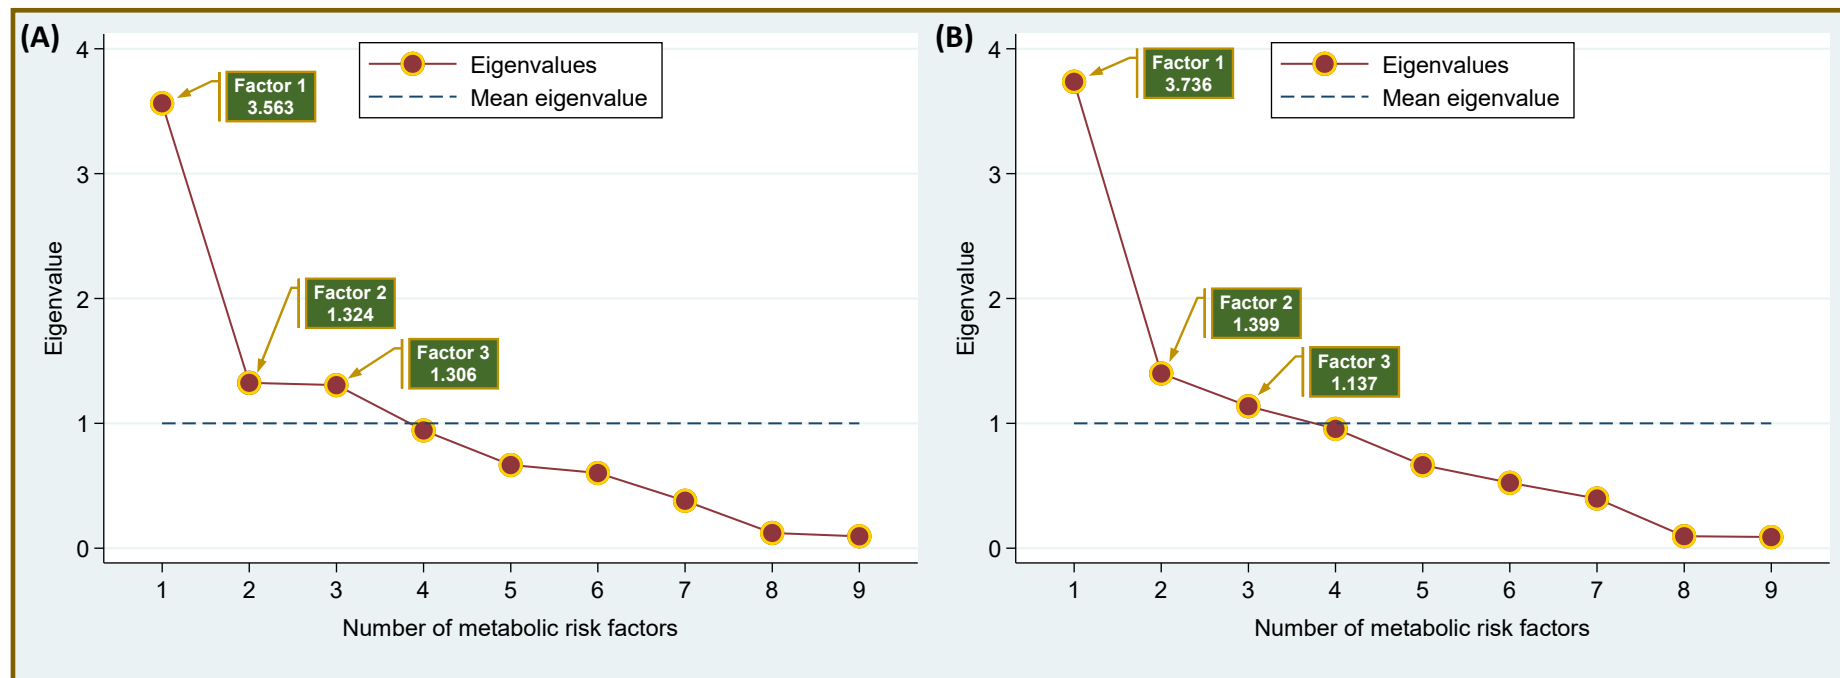 (A)
Eigenvalues
Mean eigenvalue
Factor 1
3.563
Factor 2
1.324
Factor 3
1.306
4
3
2
1
0
Eigenvalue
1 2 3 4 5 6 7 8 9
Number of metabolic risk factors
(B)
Eigenvalues
Mean eigenvalue
Factor 1
3.736
Factor 2
1.399
Factor 3
1.137
4
3
2
1
0
Eigenvalue
1 2 3 4 5 6 7 8 9
Number of metabolic risk factors